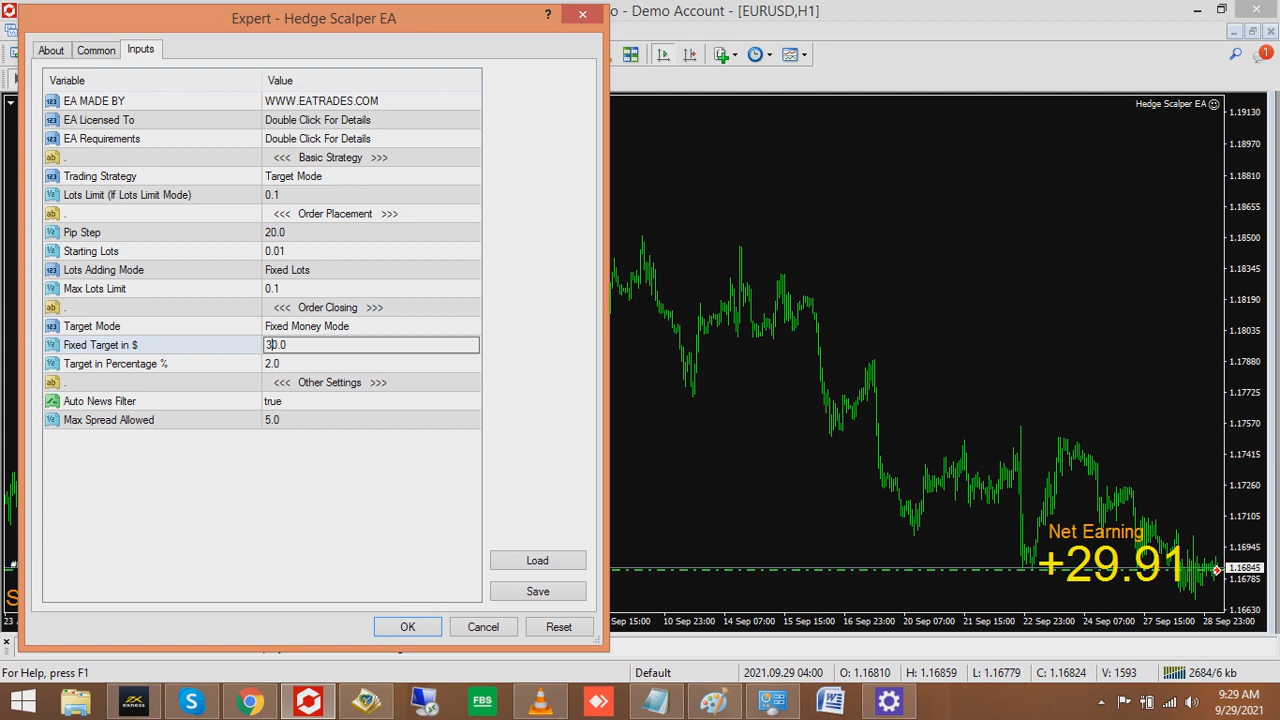 Expert - Hedge Scalper EA
?
o - Demo Account - [EURUSD,H1]
About
Common
Inputs
Variable
Value
EA MADE BY
WWW.EATRADES.COM
EA Licensed To
Double Click For Details
EA Requirements
Double Click For Details
.
<<< Basic Strategy >>>
Trading Strategy
Target Mode
Lots Limit (If Lots Limit Mode)
0.1
.
<<< Order Placement >>>
Pip Step
20.0
Starting Lots
0.01
Lots Adding Mode
Fixed Lots
Max Lots Limit
0.1
.
<<< Order Closing >>>
Target Mode
Fixed Money Mode
Fixed Target in $
30.0
Target in Percentage %
2.0
.
<<< Other Settings >>>
Auto News Filter
true
Max Spread Allowed
5.0
Load
Save
OK
Cancel
Reset
Hedge Scalper EA
1.19130
1.18970
1.18810
1.18655
1.18500
1.18345
1.18190
1.18035
1.17880
1.17725
1.17570
1.17415
1.17260
1.17105
1.16945
1.16845
1.16785
1.16630
Net Earning
+29.91
23
Sep 15:00
10 Sep 23:00
14 Sep 07:00
15 Sep 15:00
16 Sep 23:00
20 Sep 07:00
21 Sep 15:00
22 Sep 23:00
24 Sep 07:00
27 Sep 15:00
28 Sep 23:00
For Help, press F1
Default
2021.09.29 04:00
O: 1.16810
H: 1.16859
L: 1.16779
C: 1.16824
V: 1593
2684/6 kb
exness
FBS
9:29 AM
9/29/2021